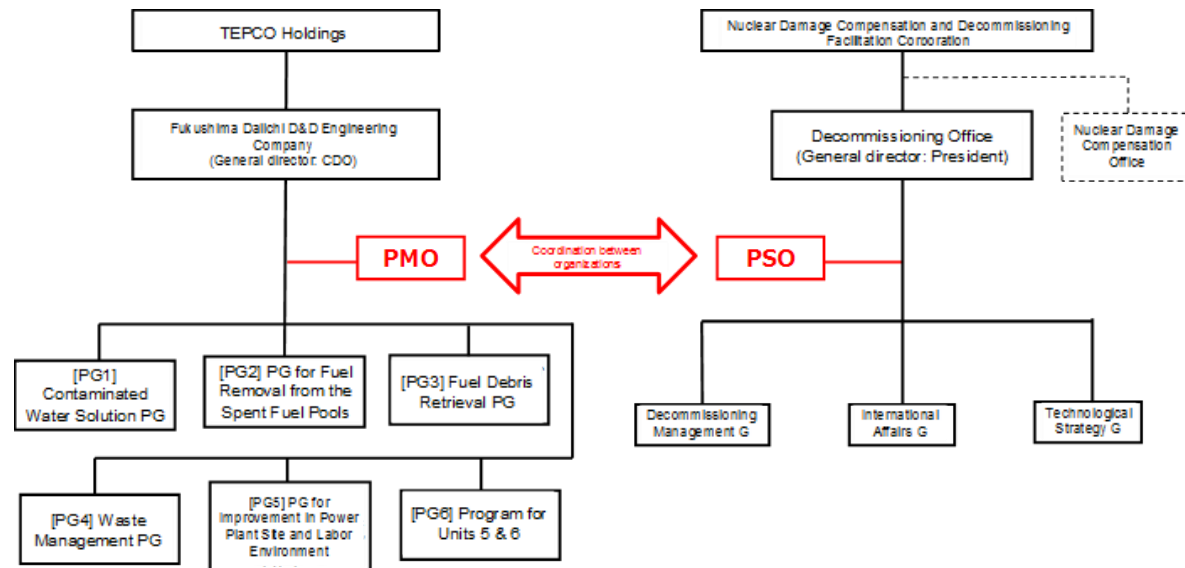 TEPCO Holdings
Nuclear Damage Compensation and Decommissioning
Facilitation Corporation
Fukushima Daiichi D&D Engineering
Company
(General director: CDO)
Decommissioning Office
(General director: President)
Nuclear Damage
Compensation
Office
PMO
Coordination between
organizations
PSO
[PG1]
Contaminated
Water Solution PG
[PG2] PG for Fuel
Removal from the
Spent Fuel Pools
[PG3] Fuel Debris
Retrieval PG
Decommissioning
Management G
International
Affairs G
Technological
Strategy G
[PG4] Waste
Management PG
[PG5] PG for
Improvement in Power
Plant Site and Labor
Environment
[PG6] Program for
Units 5 & 6